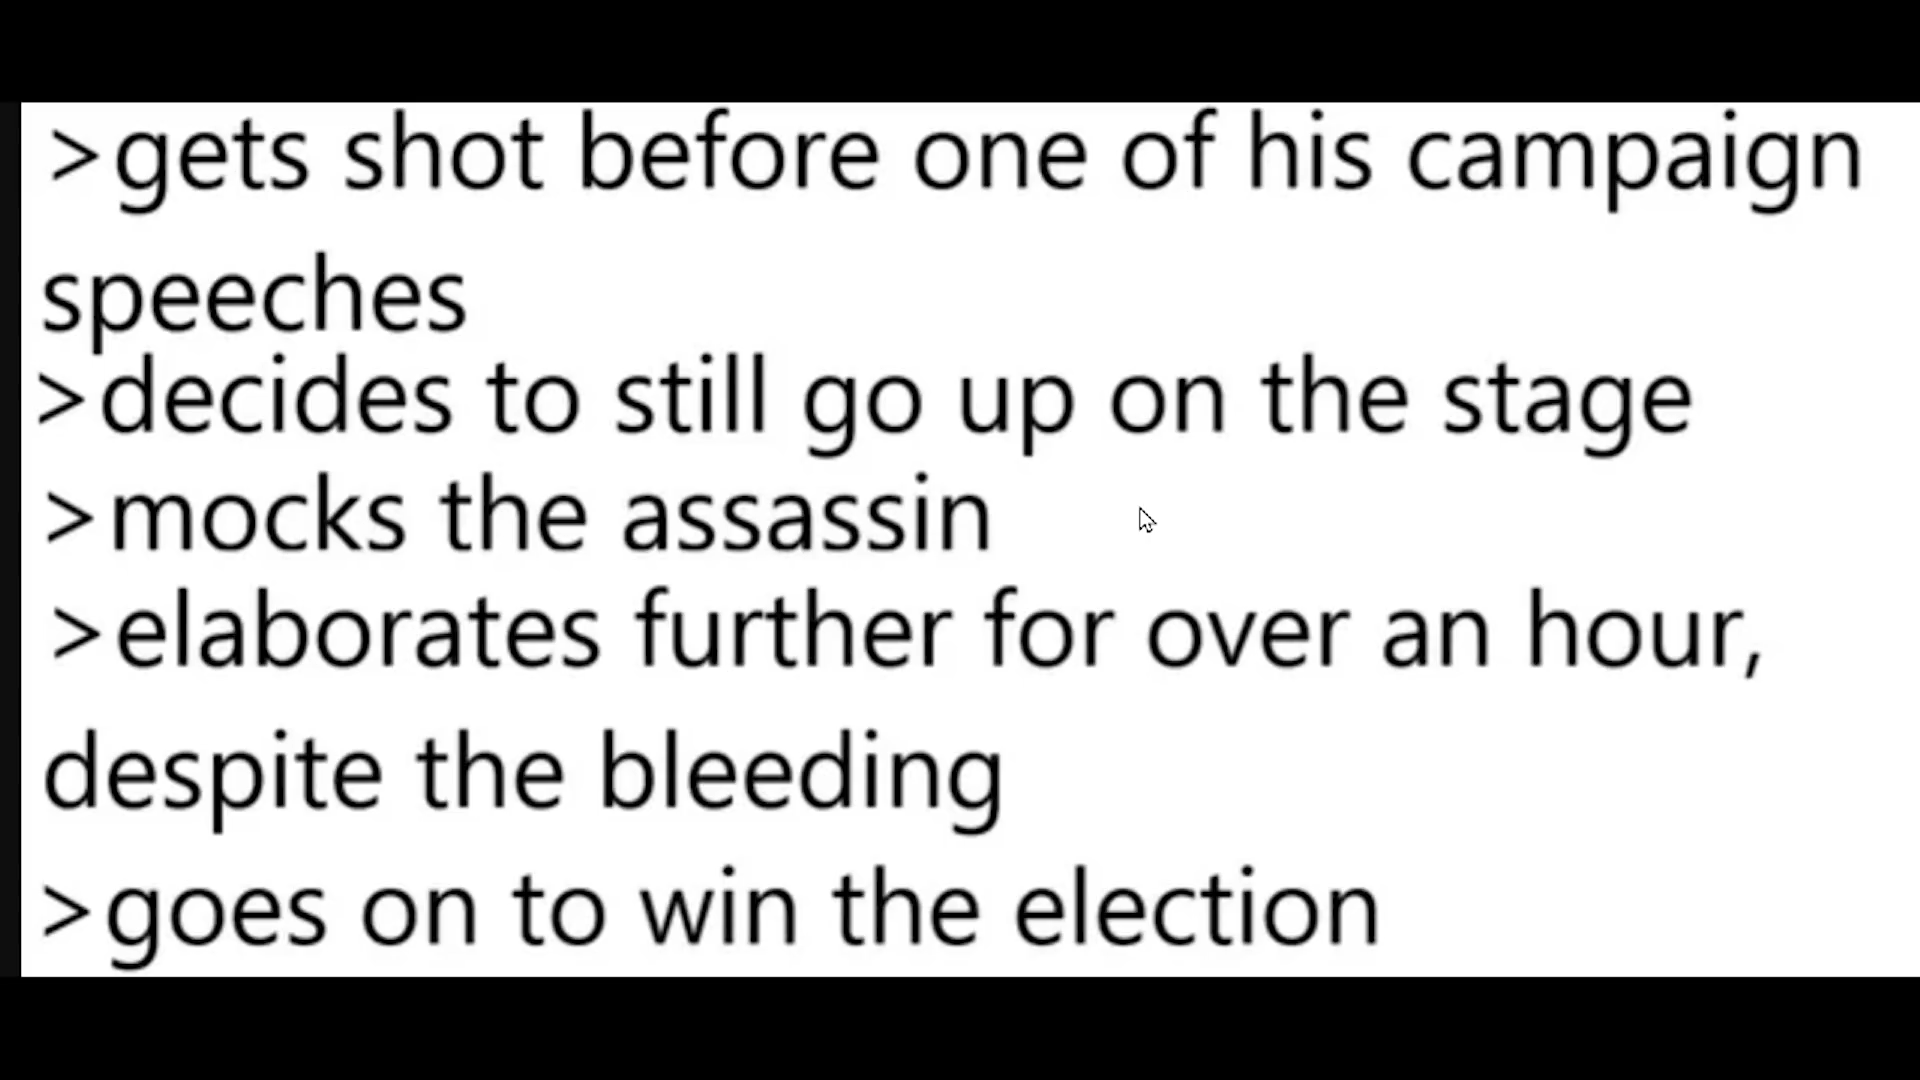 >gets shot before one of his campaign
speeches
>decides to still go up on the stage
>mocks the assassin
>elaborates further for over an hour,
despite the bleeding
>goes on to win the election